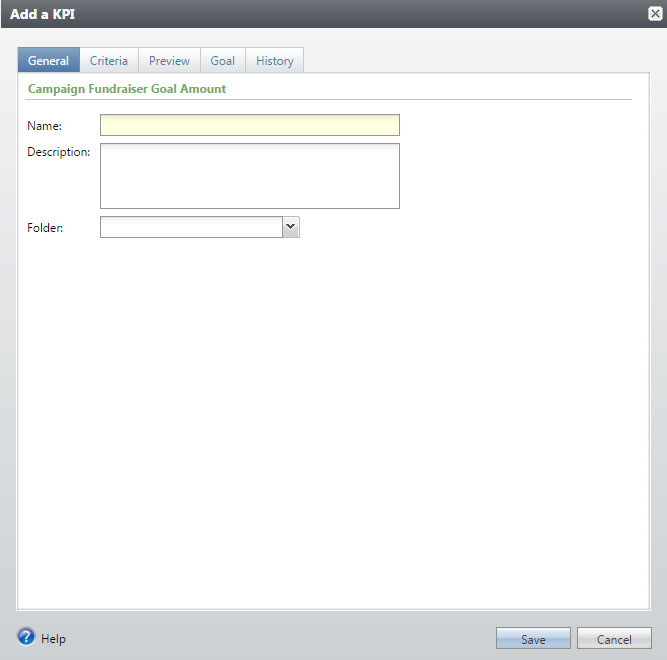 Add a KPI
General Criteria Preview Goal History
Campaign Fundraiser Goal Amount
Name:
Description:
Folder:
Help Save Cancel